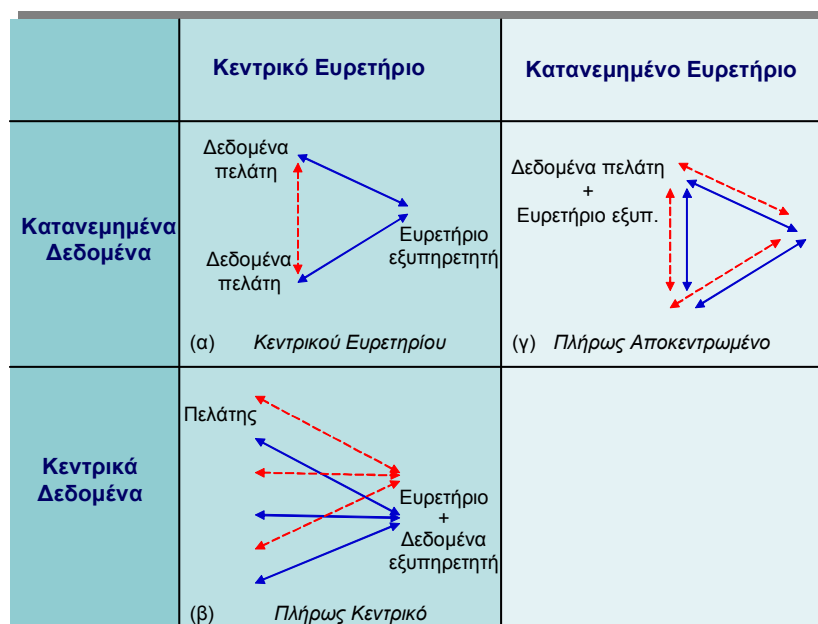 Κεντρικό Ευρετήριο
Κατανεμημένο Ευρετήριο
Κατανεμημένα
Δεδομένα
Δεδομένα
πελάτη
Δεδομένα
πελάτη
Ευρετήριο
εξυπηρετητή
(α) Κεντρικού Ευρετηρίου
Δεδομένα πελάτη
+
Ευρετήριο εξυπ.
(γ) Πλήρως Αποκεντρωμένο
Κεντρικά
Δεδομένα
Πελάτης
Ευρετήριο
+
Δεδομένα
εξυπηρετητή
(β) Πλήρως Κεντρικό